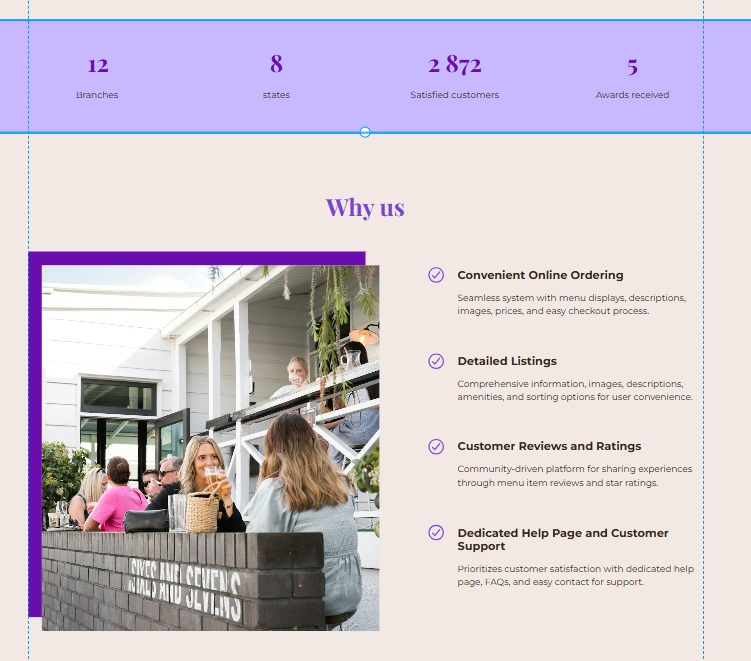 12
8
2 872
5
Branches
states
Satisfied customers
Awards received
Why us
Convenient Online Ordering
Seamless system with menu displays, descriptions,
images, prices, and easy checkout process.
Detailed Listings
Comprehensive information, images, descriptions,
amenities, and sorting options for user convenience.
Customer Reviews and Ratings
Community-driven platform for sharing experiences
through menu item reviews and star ratings.
Dedicated Help Page and Customer
Support
Prioritizes customer satisfaction with dedicated help
page, FAQs, and easy contact for support.
SIXES AND SEVENS